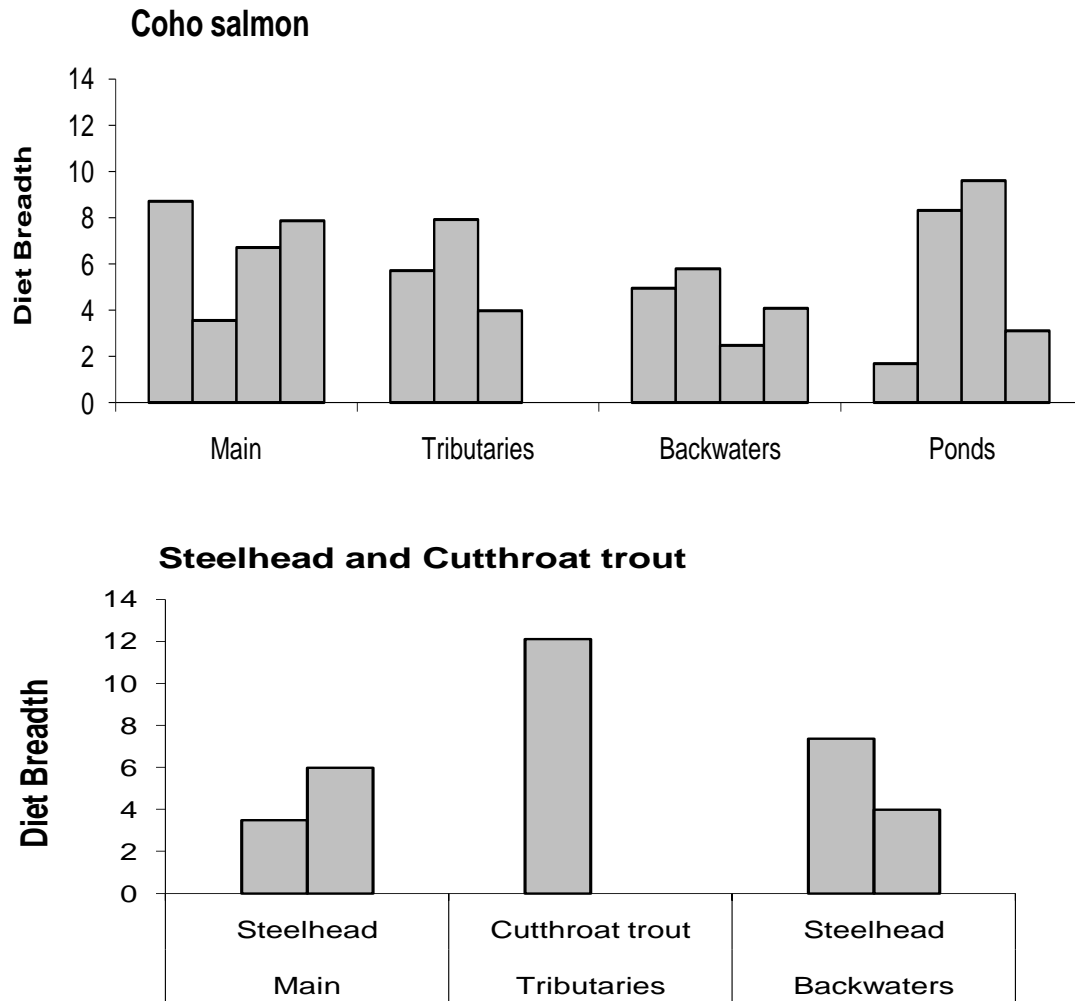 Coho salmon
Diet Breadth
14
12
10
8
6
4
2
0
Main Tributaries Backwaters Ponds
Steelhead and Cutthroat trout
Diet Breadth
14
12
10
8
6
4
2
0
Steelhead Cutthroat trout Steelhead
Main Tributaries Backwaters